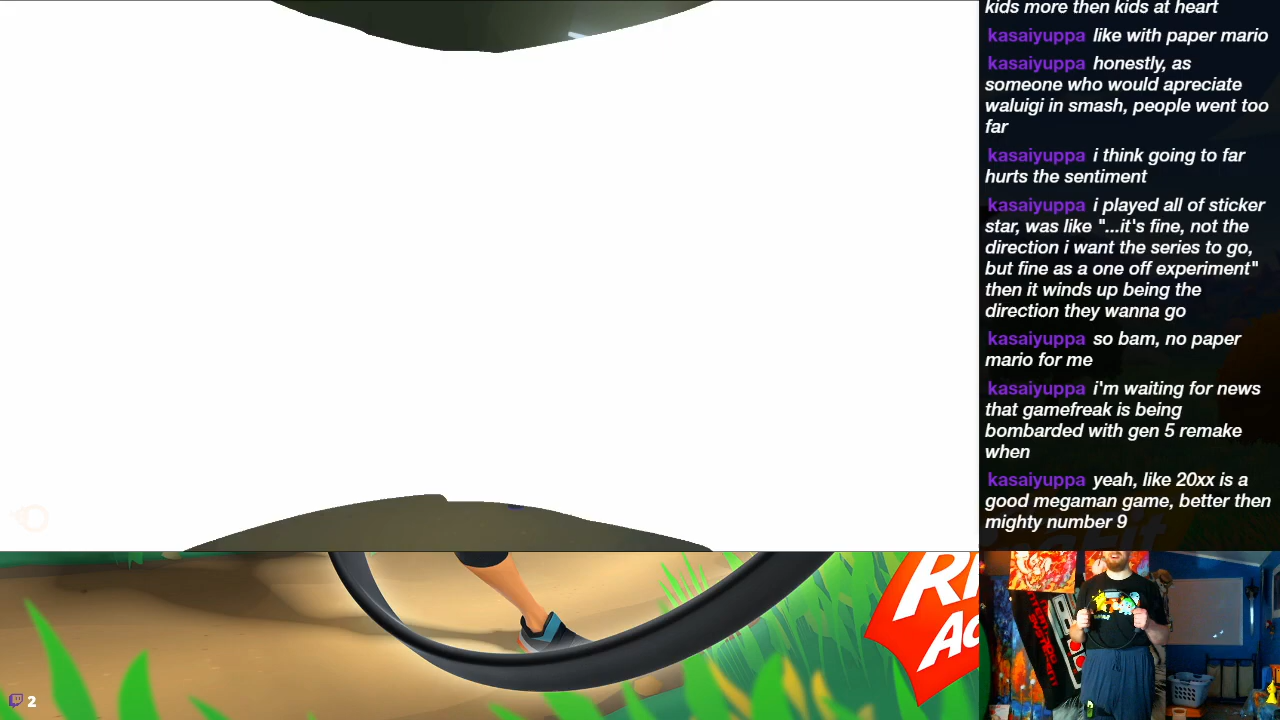 kids more then kids at heart
kasaiyuppa like with paper mario
kasaiyuppa honestly, as
someone who would apreciate
waluigi in smash, people went too
far
kasaiyuppa i think going to far
hurts the sentiment
kasaiyuppa i played all of sticker
star, was like "...it's fine, not the
direction i want the series to go,
but fine as a one off experiment"
then it winds up being the
direction they wanna go
kasaiyuppa so bam, no paper
mario for me
kasaiyuppa i'm waiting for news
that gamefreak is being
bombarded with gen 5 remake
when
kasaiyuppa yeah, like 20xx is a
good megaman game, better then
mighty number 9
2